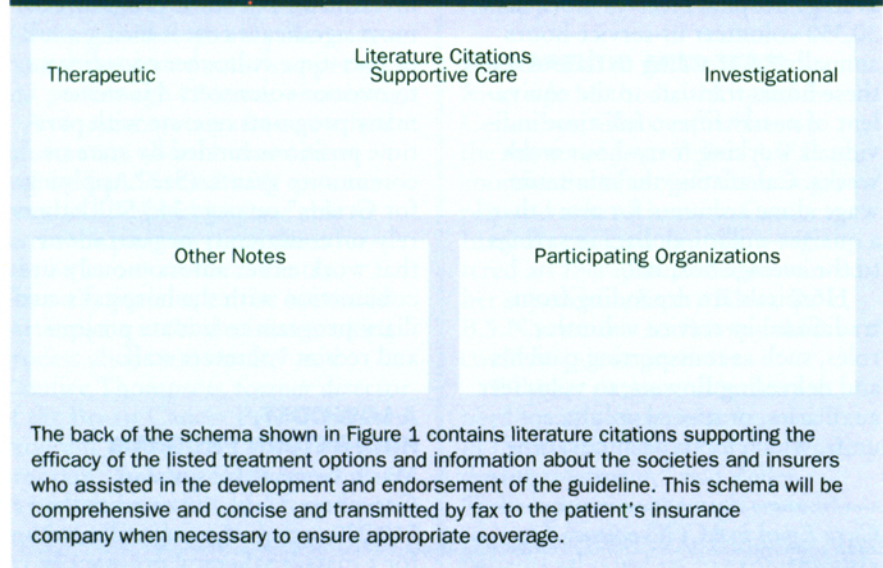 Literature Citations
Therapeutic Supportive Care Investigational
Other Notes Participating Organizations
The back of the schema shown in Figure 1 contains literature citations supporting the
efficacy of the listed treatment options and information about the societies and insurers
who assisted in the development and endorsement of the guideline. This schema will be
comprehensive and concise and transmitted by fax to the patient's insurance
company when necessary to ensure appropriate coverage.